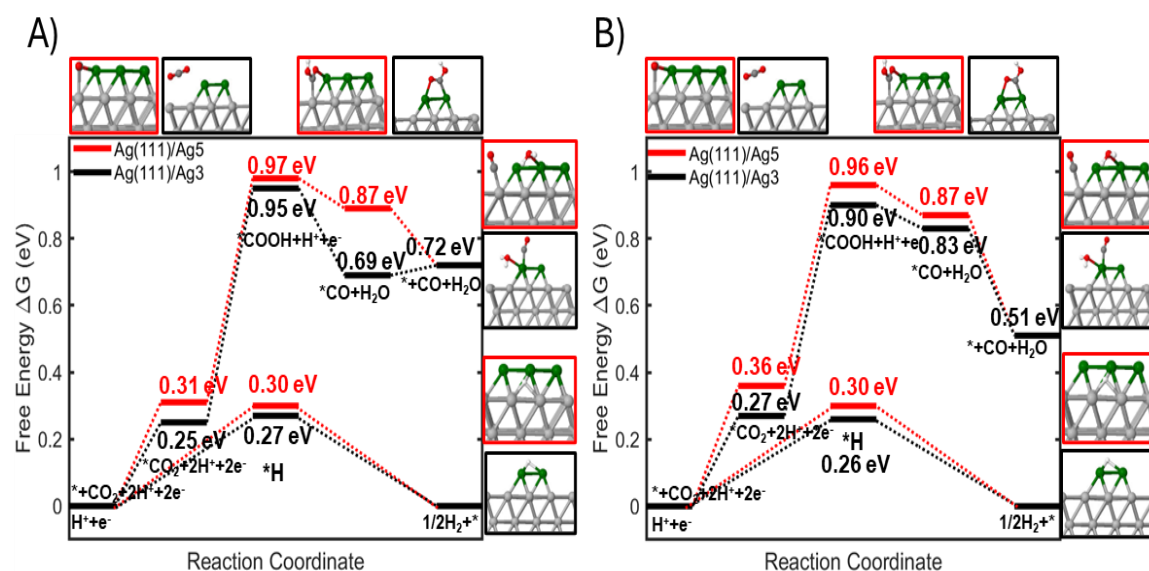 A)
Ag(111)/Ag5
Ag(111)/Ag3
Free Energy ΔG (eV)
1
0.8
0.6
0.4
0.2
0
0.97 eV
0.95 eV
*COOH+H⁺+e⁻
0.87 eV
0.69 eV
*CO+H₂O
0.72 eV
*+CO+H₂O
0.31 eV
0.25 eV
*CO₂+2H⁺+2e⁻
0.30 eV
0.27 eV
*H
*+CO₂+2H⁺+2e⁻
H⁺+e⁻
1/2H₂+*
Reaction Coordinate
B)
Ag(111)/Ag5
Ag(111)/Ag3
Free Energy ΔG (eV)
1
0.8
0.6
0.4
0.2
0
0.96 eV
0.90 eV
*COOH+H⁺+e⁻
0.87 eV
0.83 eV
*CO+H₂O
0.51 eV
*+CO+H₂O
0.36 eV
0.27 eV
*CO₂+2H⁺+2e⁻
0.30 eV
*H
0.26 eV
*+CO₂+2H⁺+2e⁻
H⁺+e⁻
1/2H₂+*
Reaction Coordinate